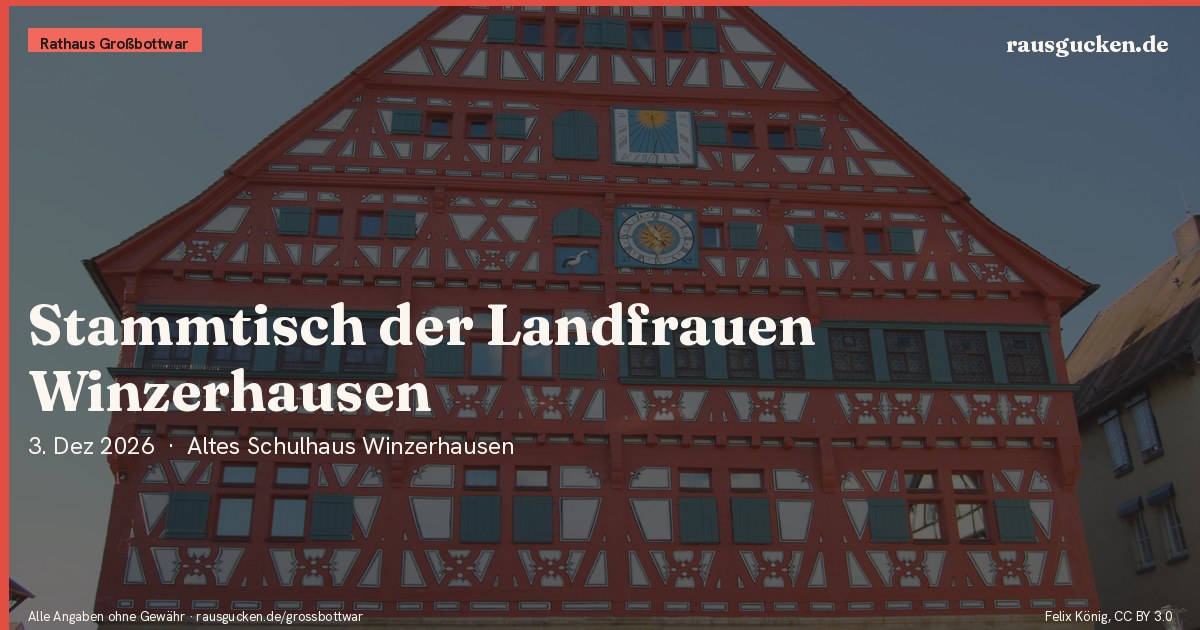 Rathaus Großbottwar
rausgucken.de
Stammtisch der Landfrauen
Winzerhausen
3. Dez 2026 · Altes Schulhaus Winzerhausen
Alle Angaben ohne Gewähr · rausgucken.de/grossbottwar
Felix König, CC BY 3.0